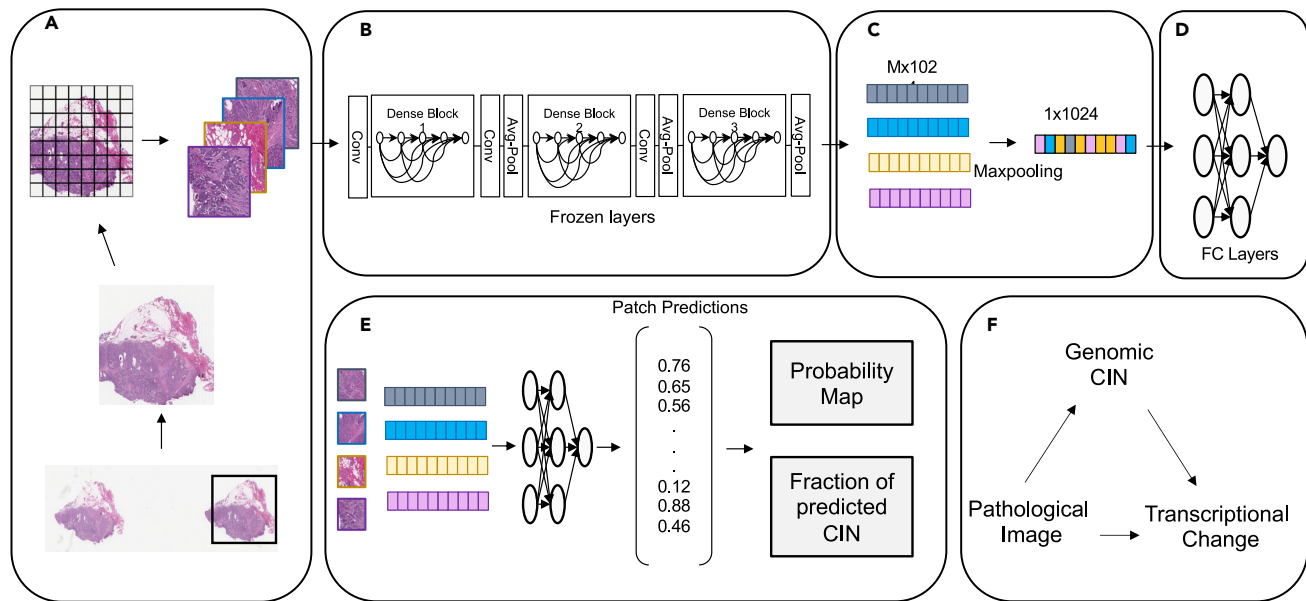 A
B
Conv
Dense Block
1
Conv
Avg-Pool
Dense Block
2
Conv
Avg-Pool
Dense Block
3
Avg-Pool
Frozen layers
C
Mx102
4
1x1024
Maxpooling
D
FC Layers
E
Patch Predictions
0.76
0.65
0.56
.
.
.
0.12
0.88
0.46
Probability
Map
Fraction of
predicted
CIN
F
Genomic
CIN
Pathological
Image
Transcriptional
Change